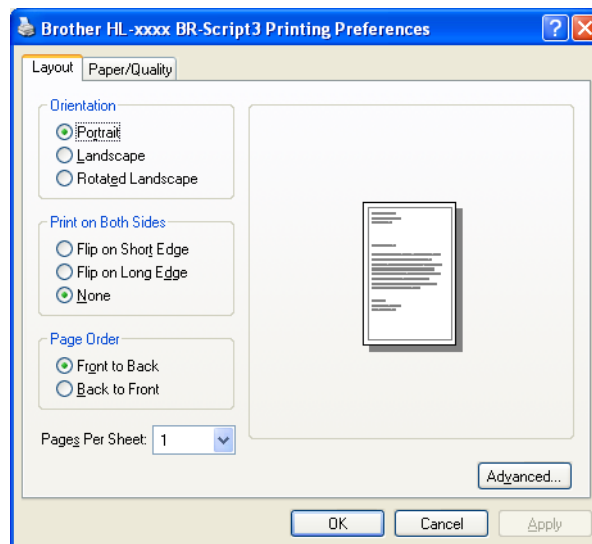 Brother HL-xxxx BR-Script3 Printing Preferences
Layout
Paper/Quality
Orientation
Portrait
Landscape
Rotated Landscape
Print on Both Sides
Flip on Short Edge
Flip on Long Edge
None
Page Order
Front to Back
Back to Front
Pages Per Sheet: 1
Advanced...
OK
Cancel
Apply